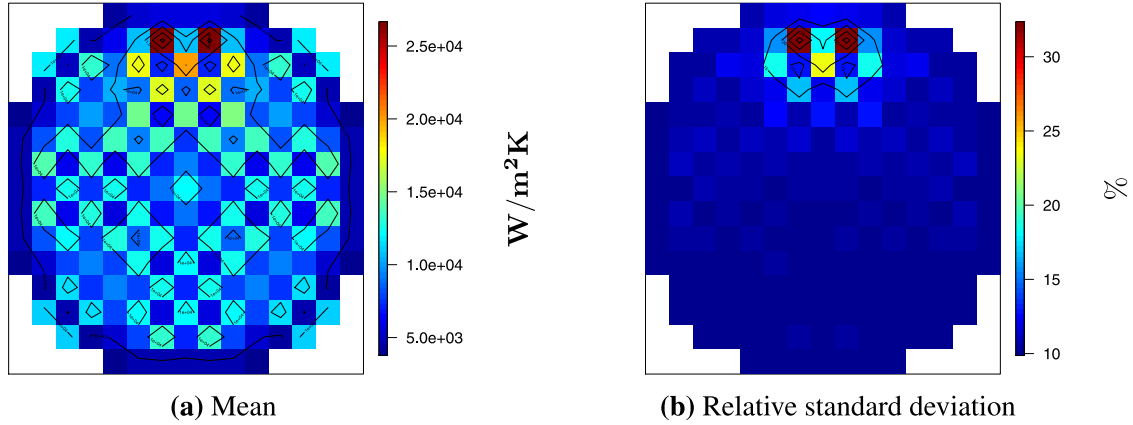 2.5e+04
2.0e+04
1.5e+04
1.0e+04
5.0e+03
W/m²K
30
25
20
15
10
%
(a) Mean
(b) Relative standard deviation